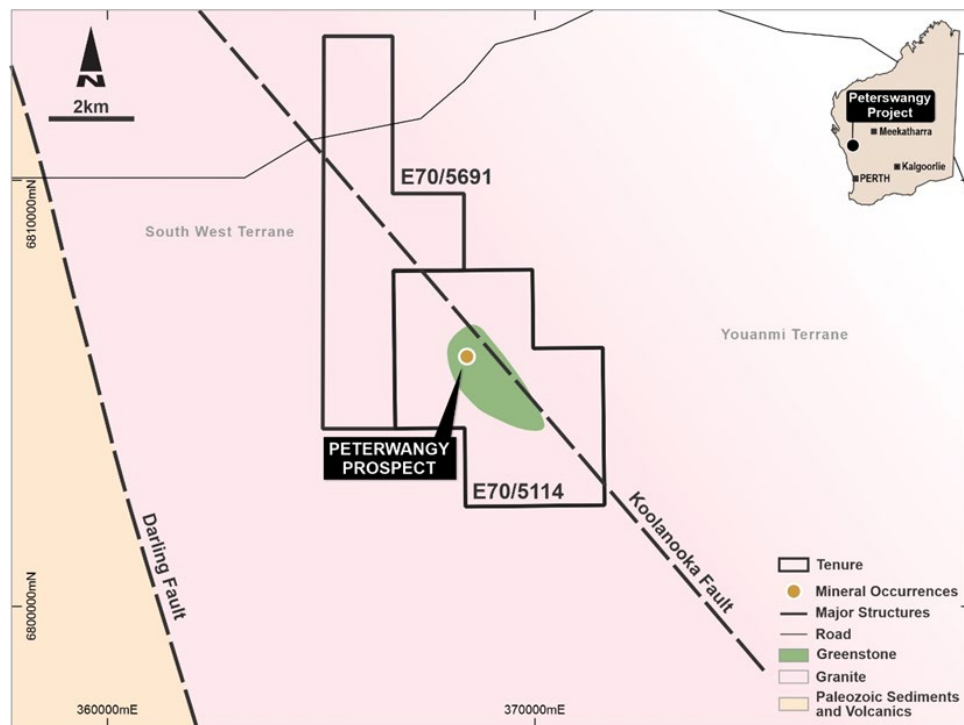 N
2km
Peterswangy
Project
Meekatharra
Kalgoorlie
PERTH
E70/5691
6810000mN
South West Terrane
Youanmi Terrane
PETERWANGY
PROSPECT
E70/5114
Darling Fault
Koolanooka Fault
6800000mN
Tenure
Mineral Occurrences
Major Structures
Road
Greenstone
Granite
Paleozoic Sediments
and Volcanics
360000mE
370000mE